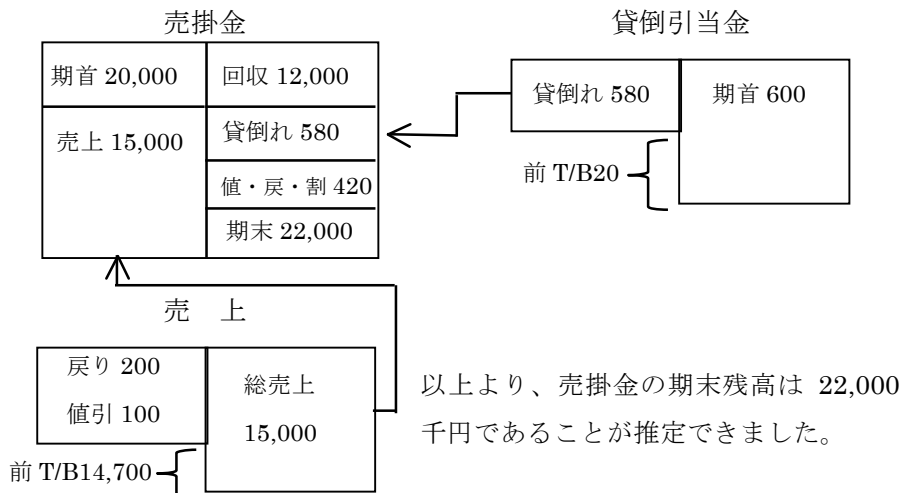 売掛金
期首 20,000
回収 12,000
売上 15,000
貸倒れ 580
値・戻・割 420
期末 22,000
貸倒引当金
貸倒れ 580
期首 600
前 T/B20
売 上
戻り 200
値引 100
総売上
15,000
前 T/B14,700
以上より、売掛金の期末残高は 22,000
千円であることが推定できました。